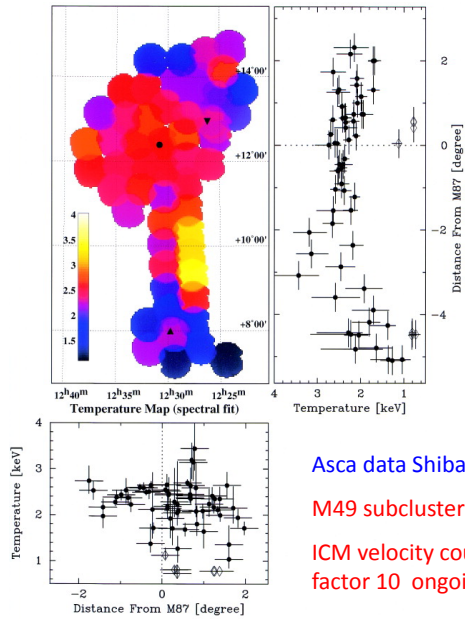 +14°00'
+12°00'
+10°00'
+8°00'
4
3.5
3
2.5
2
1.5
12h40m 12h35m 12h30m 12h25m
Temperature Map (spectral fit)
2
0
−2
−4
Distance From M87 [degree]
4 3 2 1
Temperature [keV]
4
3
2
1
Temperature [keV]
−2 0 2
Distance From M87 [degree]
Asca data Shiba
M49 subcluster
ICM velocity cou
factor 10 ongoi